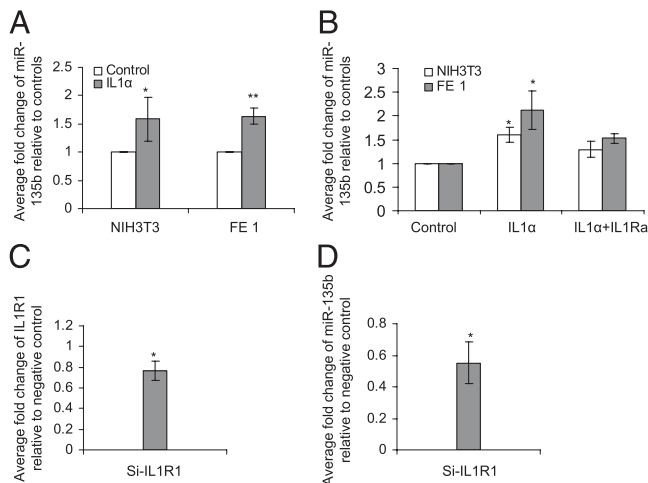 A
Average fold change of miR-
135b relative to controls
2.5
2
1.5
1
0.5
0
Control
IL1α
*
**
NIH3T3
FE 1
B
Average fold change of miR-
135b relative to controls
3
2.5
2
1.5
1
0.5
0
NIH3T3
FE 1
*
*
Control
IL1α
IL1α+IL1Ra
C
Average fold change of IL1R1
relative to negative control
1.2
1
0.8
0.6
0.4
0.2
0
*
Si-IL1R1
D
Average fold change of miR-135b
relative to negative control
0.8
0.6
0.4
0.2
0
*
Si-IL1R1